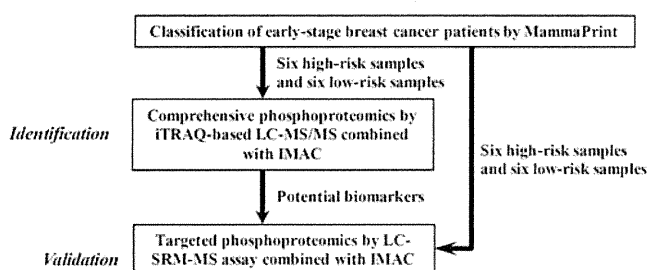 Classification of early-stage breast cancer patients by MammaPrint
Six high-risk samples
and six low-risk samples
Identification
Comprehensive phosphoproteomics by
iTRAQ-based LC-MS/MS combined
with IMAC
Six high-risk samples
and six low-risk samples
Potential biomarkers
Validation
Targeted phosphoproteomics by LC-
SRM-MS assay combined with IMAC